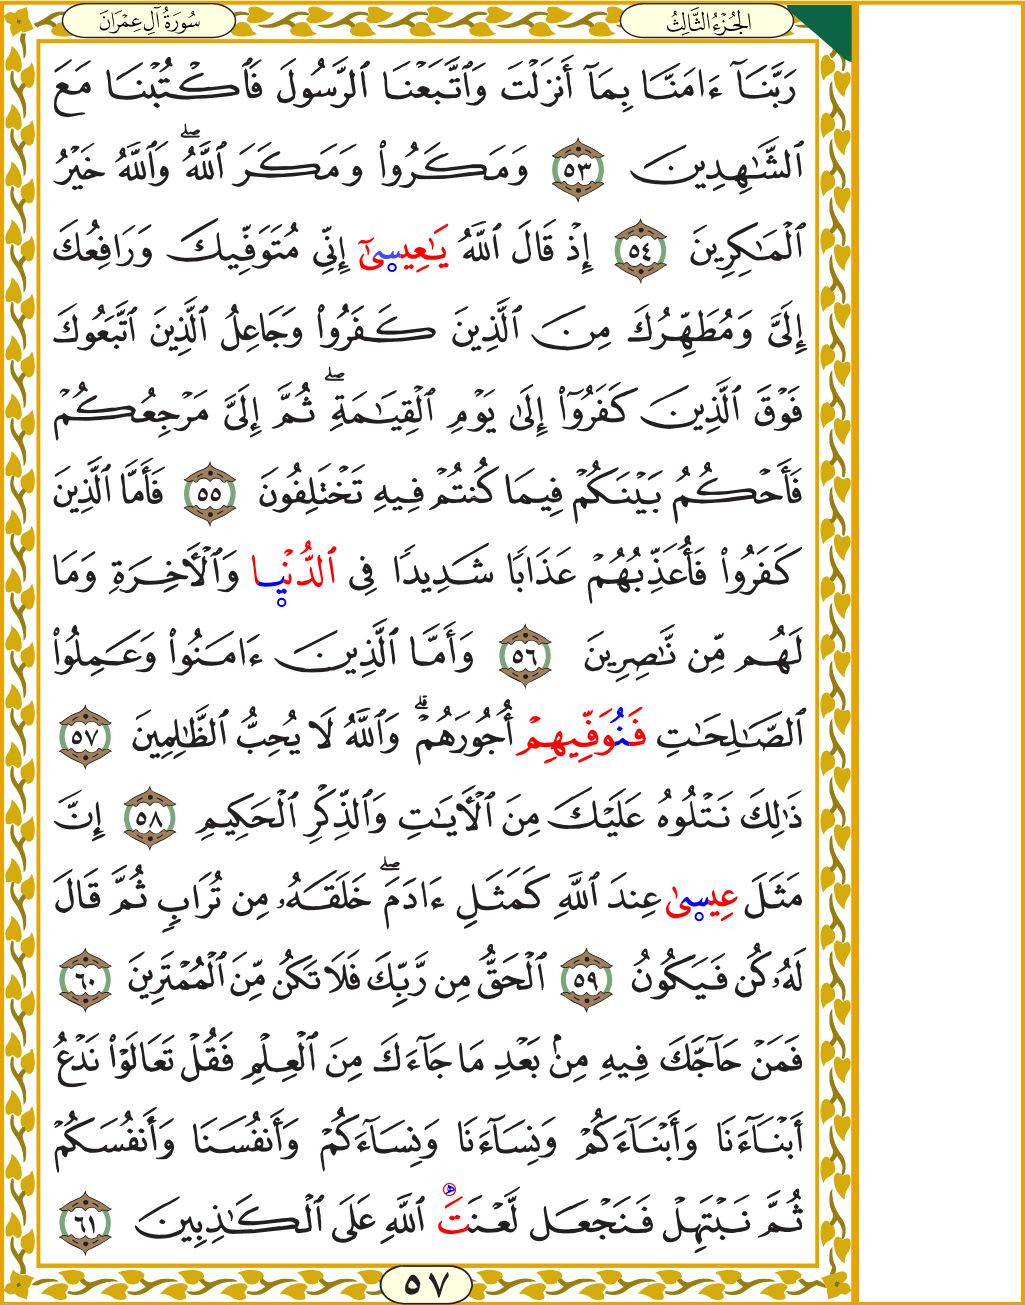 الجُزْءُ الثَّالِثُ
سُورَةُ آلِ عِمْرَانَ
رَبَّنَآ ءَامَنَّا بِمَآ أَنزَلْتَ وَٱتَّبَعْنَا ٱلرَّسُولَ فَٱكْتُبْنَا مَعَ
ٱلشَّٰهِدِينَ ٥٣ وَمَكَرُوا۟ وَمَكَرَ ٱللَّهُ ۖ وَٱللَّهُ خَيْرُ
ٱلْمَٰكِرِينَ ٥٤ إِذْ قَالَ ٱللَّهُ يَٰعِيسىٰٓ إِنِّي مُتَوَفِّيكَ وَرَافِعُكَ
إِلَىَّ وَمُطَهِّرُكَ مِنَ ٱلَّذِينَ كَفَرُوا۟ وَجَاعِلُ ٱلَّذِينَ ٱتَّبَعُوكَ
فَوْقَ ٱلَّذِينَ كَفَرُوٓا۟ إِلَىٰ يَوْمِ ٱلْقِيَٰمَةِ ۖ ثُمَّ إِلَىَّ مَرْجِعُكُمْ
فَأَحْكُمُ بَيْنَكُمْ فِيمَا كُنتُمْ فِيهِ تَخْتَلِفُونَ ٥٥ فَأَمَّا ٱلَّذِينَ
كَفَرُوا۟ فَأُعَذِّبُهُمْ عَذَابًا شَدِيدًا فِى ٱلدُّنْيا وَٱلْأَخِرَةِ وَمَا
لَهُم مِّن نَّٰصِرِينَ ٥٦ وَأَمَّا ٱلَّذِينَ ءَامَنُوا۟ وَعَمِلُوا۟
ٱلصَّٰلِحَٰتِ فَنُوَفِّيهِمْ أُجُورَهُمْ ۗ وَٱللَّهُ لَا يُحِبُّ ٱلظَّٰلِمِينَ ٥٧
ذَٰلِكَ نَتْلُوهُ عَلَيْكَ مِنَ ٱلْأَيَٰتِ وَٱلذِّكْرِ ٱلْحَكِيمِ ٥٨ إِنَّ
مَثَلَ عِيسىٰ عِندَ ٱللَّهِ كَمَثَلِ ءَادَمَ ۖ خَلَقَهُۥ مِن تُرَابٍ ثُمَّ قَالَ
لَهُۥ كُن فَيَكُونُ ٥٩ ٱلْحَقُّ مِن رَّبِّكَ فَلَا تَكُن مِّنَ ٱلْمُمْتَرِينَ ٦٠
فَمَنْ حَآجَّكَ فِيهِ مِنۢ بَعْدِ مَا جَآءَكَ مِنَ ٱلْعِلْمِ فَقُلْ تَعَالَوْا۟ نَدْعُ
أَبْنَآءَنَا وَأَبْنَآءَكُمْ وَنِسَآءَنَا وَنِسَآءَكُمْ وَأَنفُسَنَا وَأَنفُسَكُمْ
ثُمَّ نَبْتَهِلْ فَنَجْعَل لَّعْنَتَ ٱللَّهِ عَلَى ٱلْكَٰذِبِينَ ٦١
٥٧